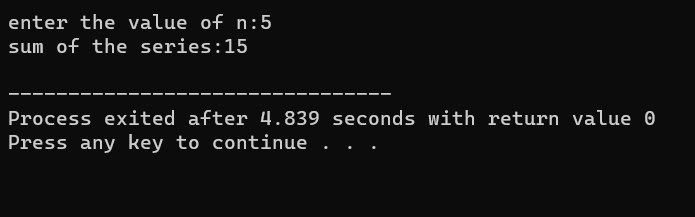 enter the value of n:5
sum of the series:15
--------------------------------
Process exited after 4.839 seconds with return value 0
Press any key to continue . . .